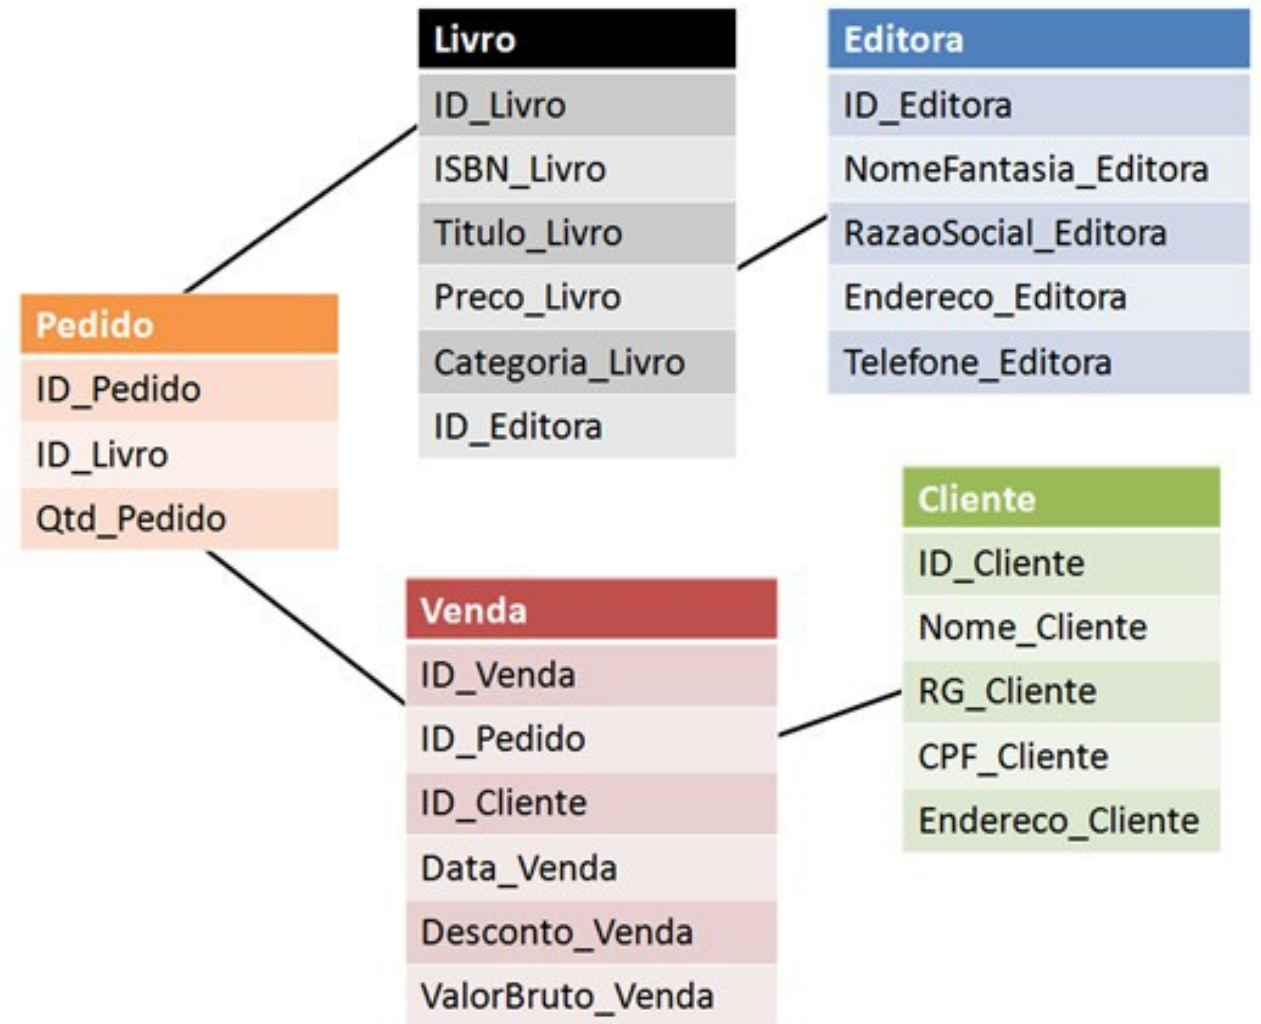 Livro
ID_Livro
ISBN_Livro
Titulo_Livro
Preco_Livro
Categoria_Livro
ID_Editora
Editora
ID_Editora
NomeFantasia_Editora
RazaoSocial_Editora
Endereco_Editora
Telefone_Editora
Pedido
ID_Pedido
ID_Livro
Qtd_Pedido
Venda
ID_Venda
ID_Pedido
ID_Cliente
Data_Venda
Desconto_Venda
ValorBruto_Venda
Cliente
ID_Cliente
Nome_Cliente
RG_Cliente
CPF_Cliente
Endereco_Cliente